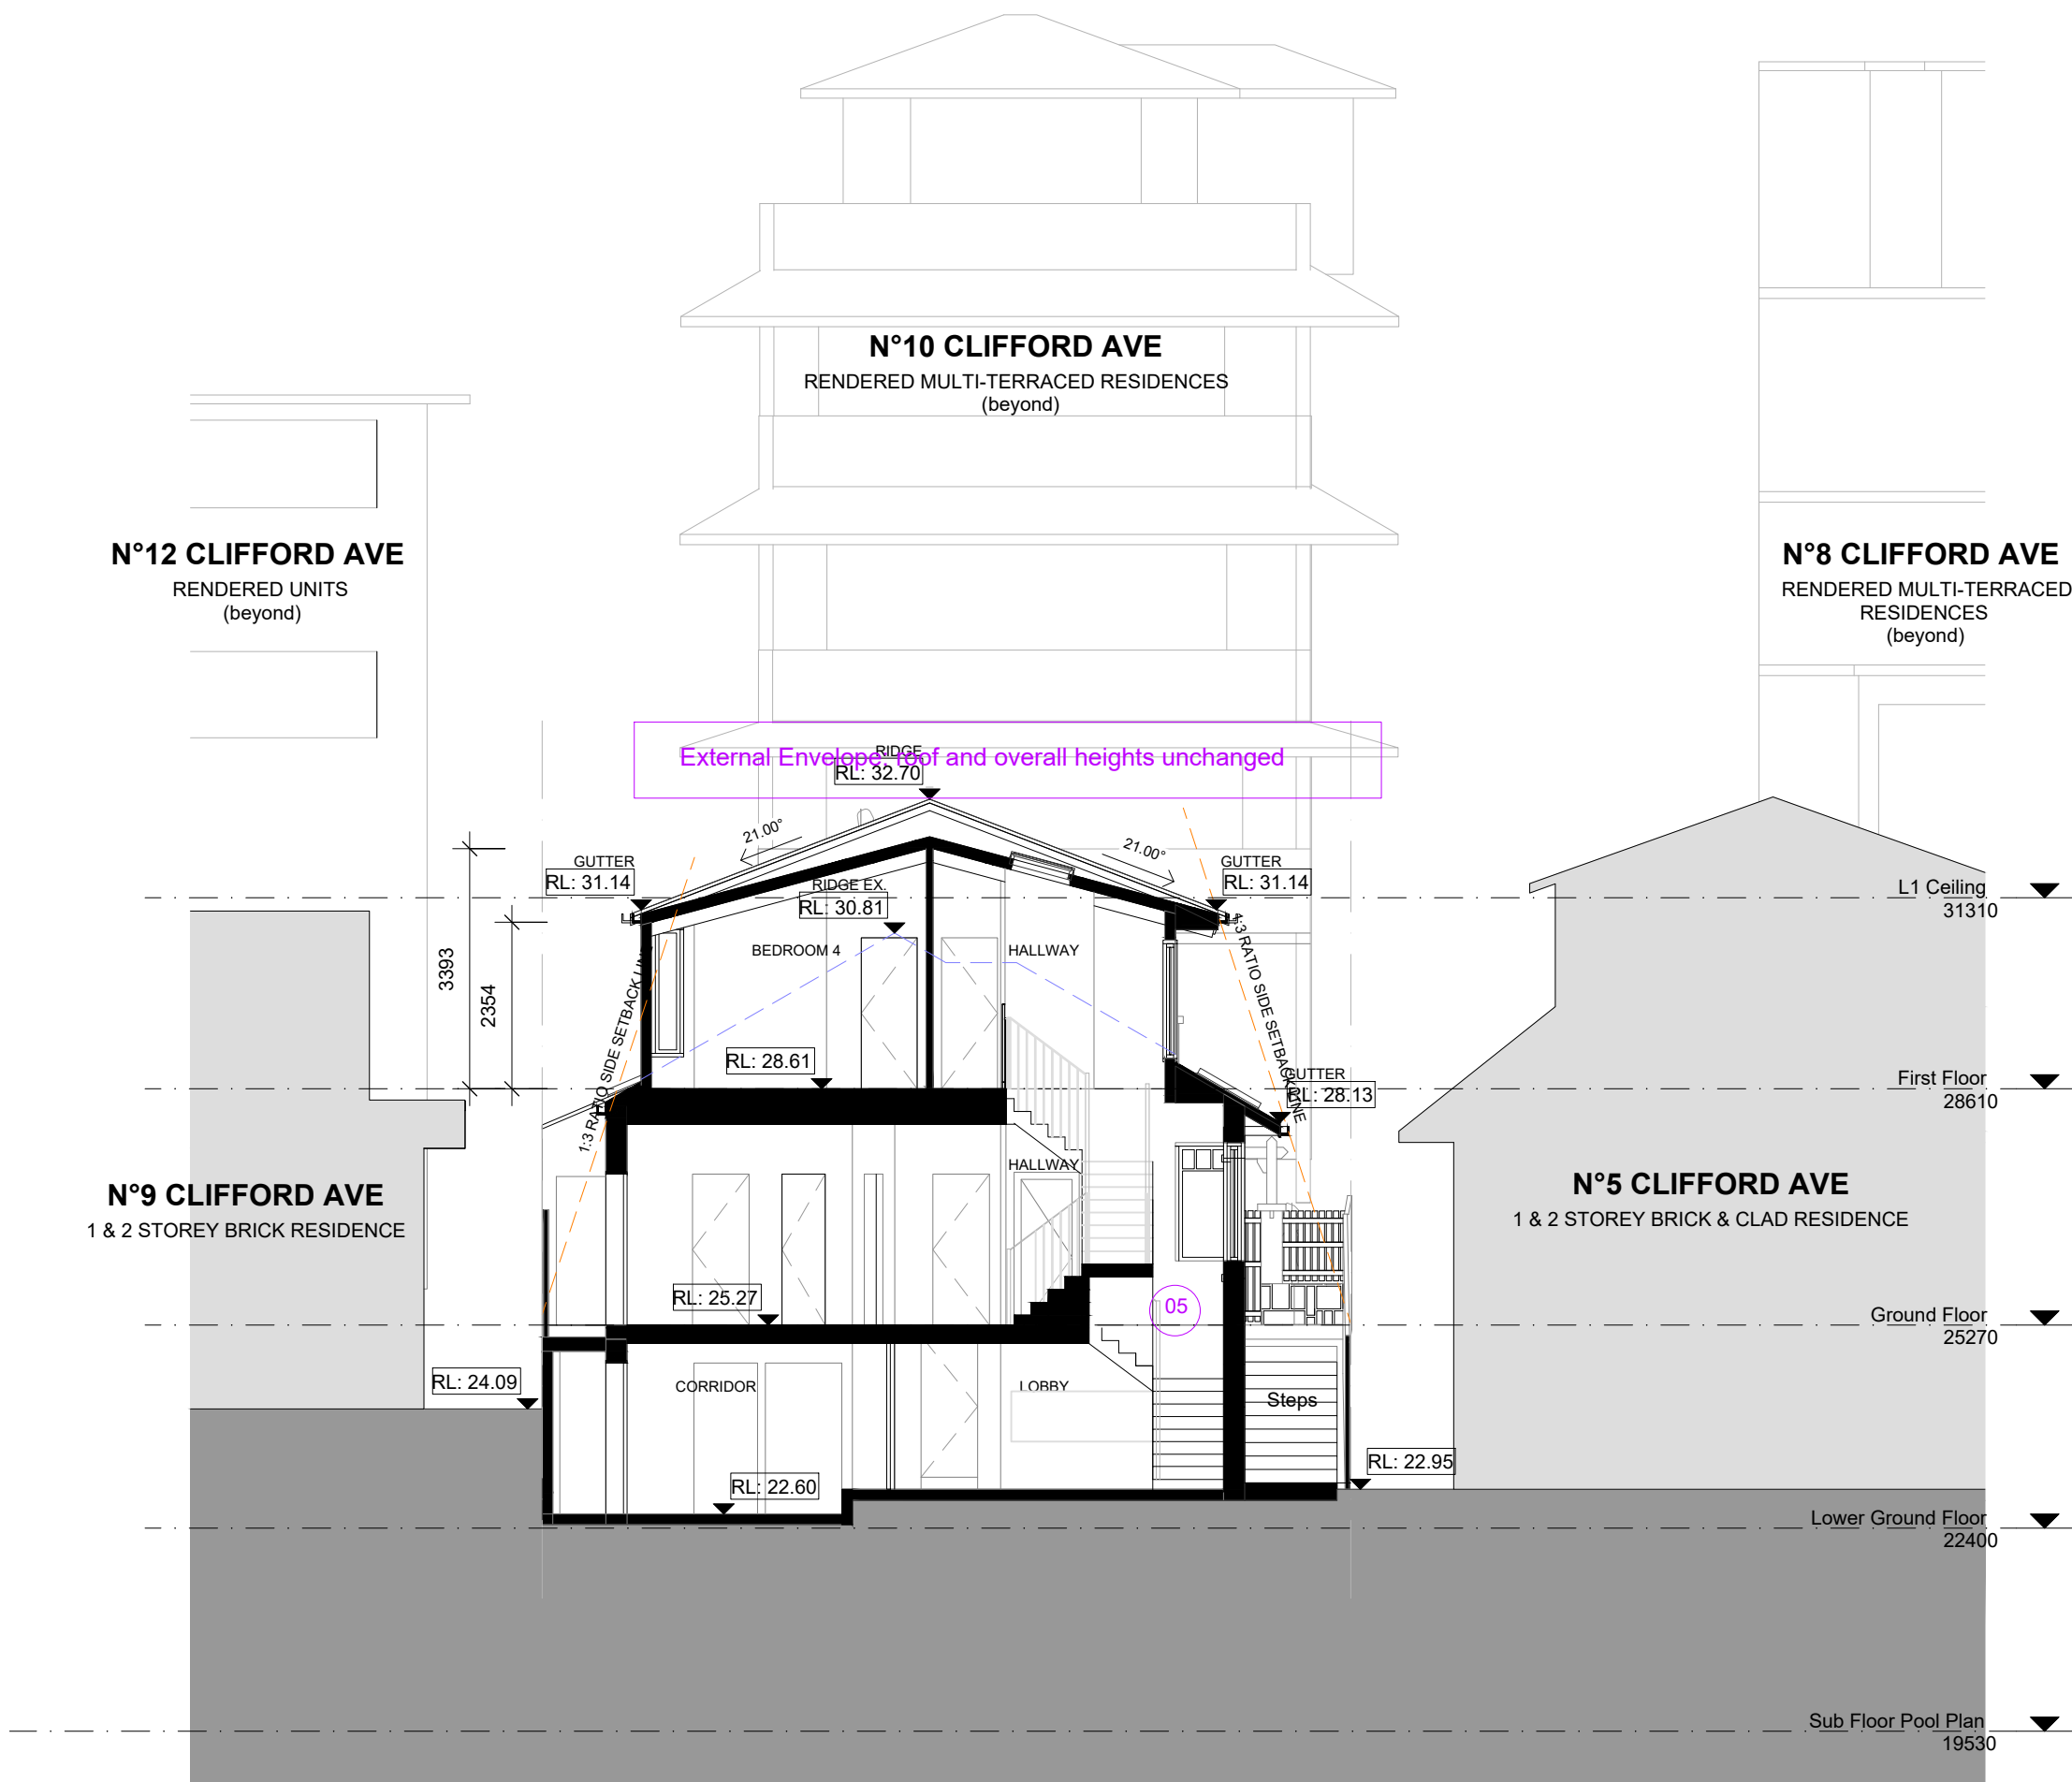 N°10 CLIFFORD AVE
RENDERED MULTI-TERRACED RESIDENCES
(beyond)
N°12 CLIFFORD AVE
RENDERED UNITS
(beyond)
N°8 CLIFFORD AVE
RENDERED MULTI-TERRACED
RESIDENCES
(beyond)
RIDGE
External Envelope, roof and overall heights unchanged
RL: 32.70
21.00°
21.00°
GUTTER
RL: 31.14
GUTTER
RL: 31.14
RIDGE EX.
RL: 30.81
L1 Ceiling
31310
BEDROOM 4
HALLWAY
3393
2354
1:3 RATIO SIDE SETBACK LINE
1:3 RATIO SIDE SETBACK LINE
RL: 28.61
GUTTER
RL: 28.13
First Floor
28610
HALLWAY
N°9 CLIFFORD AVE
1 & 2 STOREY BRICK RESIDENCE
N°5 CLIFFORD AVE
1 & 2 STOREY BRICK & CLAD RESIDENCE
RL: 25.27
05
Ground Floor
25270
RL: 24.09
CORRIDOR
LOBBY
Steps
RL: 22.95
RL: 22.60
Lower Ground Floor
22400
Sub Floor Pool Plan
19530